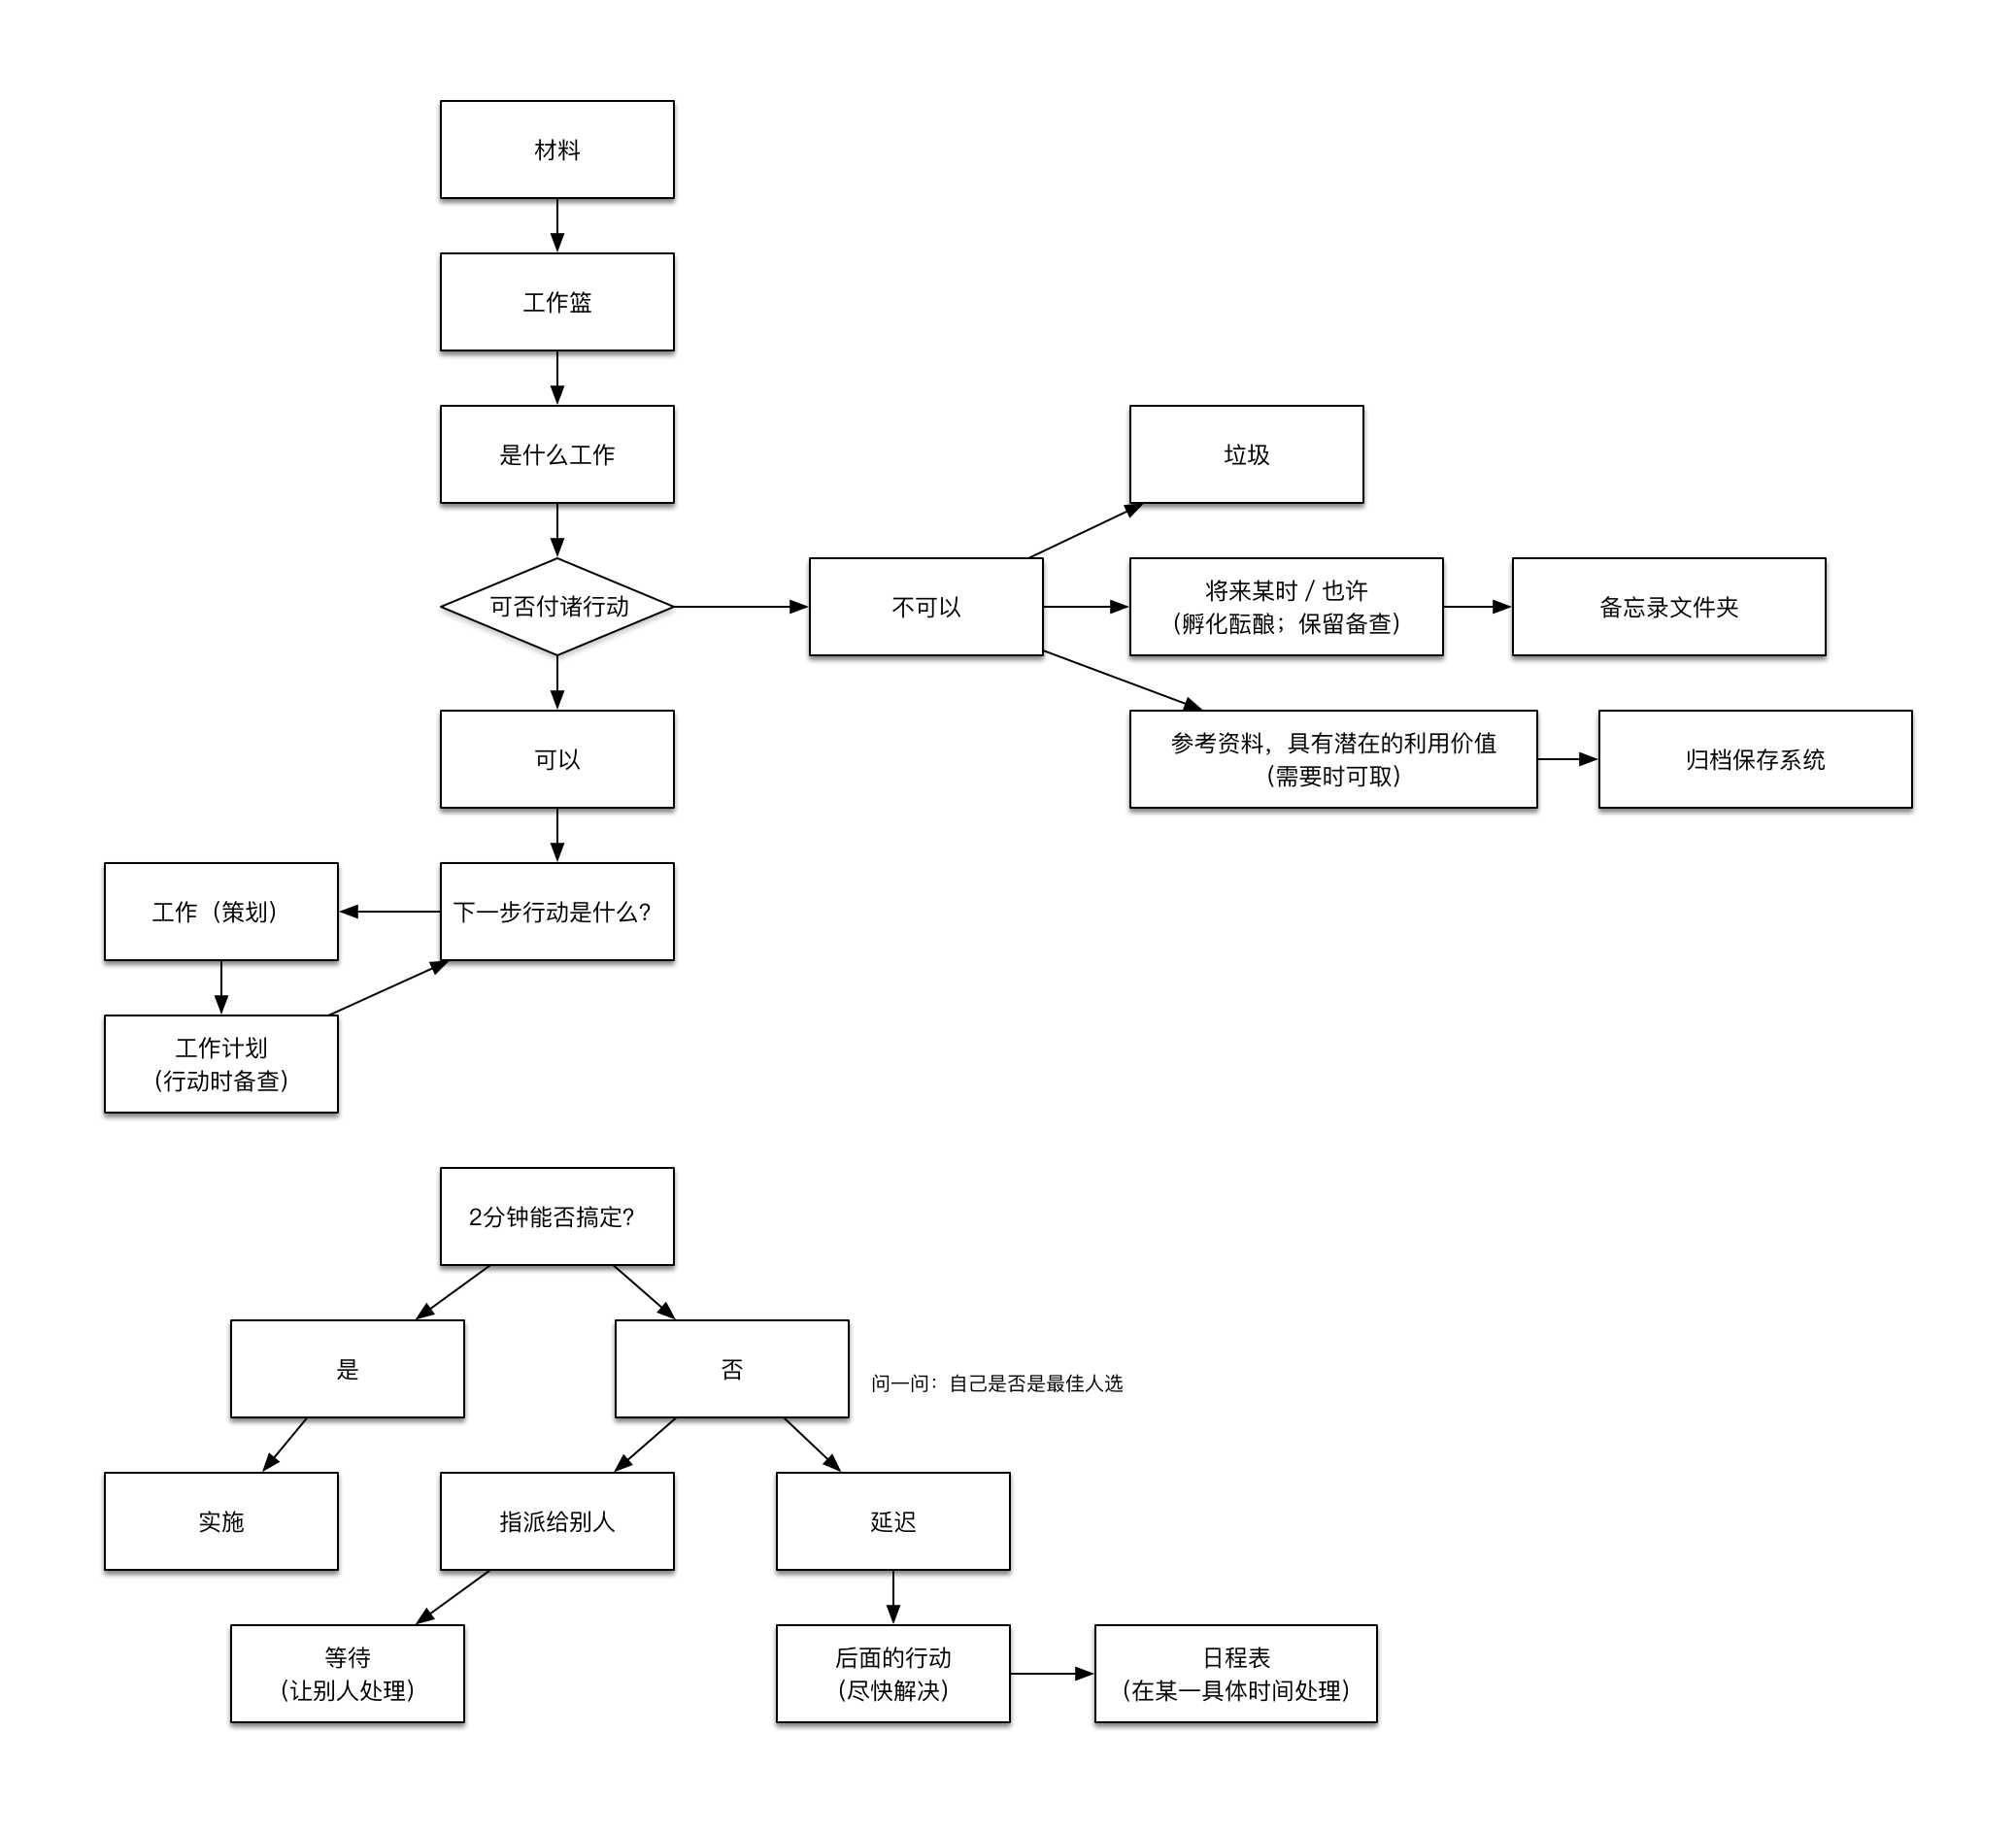 材料
工作篮
是什么工作
垃圾
可否付诸行动
不可以
将来某时 / 也许
（孵化酝酿；保留备查）
备忘录文件夹
可以
参考资料，具有潜在的利用价值
（需要时可取）
归档保存系统
工作（策划）
下一步行动是什么？
工作计划
（行动时备查）
2分钟能否搞定？
是
否
问一问：自己是否是最佳人选
实施
指派给别人
延迟
等待
（让别人处理）
后面的行动
（尽快解决）
日程表
（在某一具体时间处理）